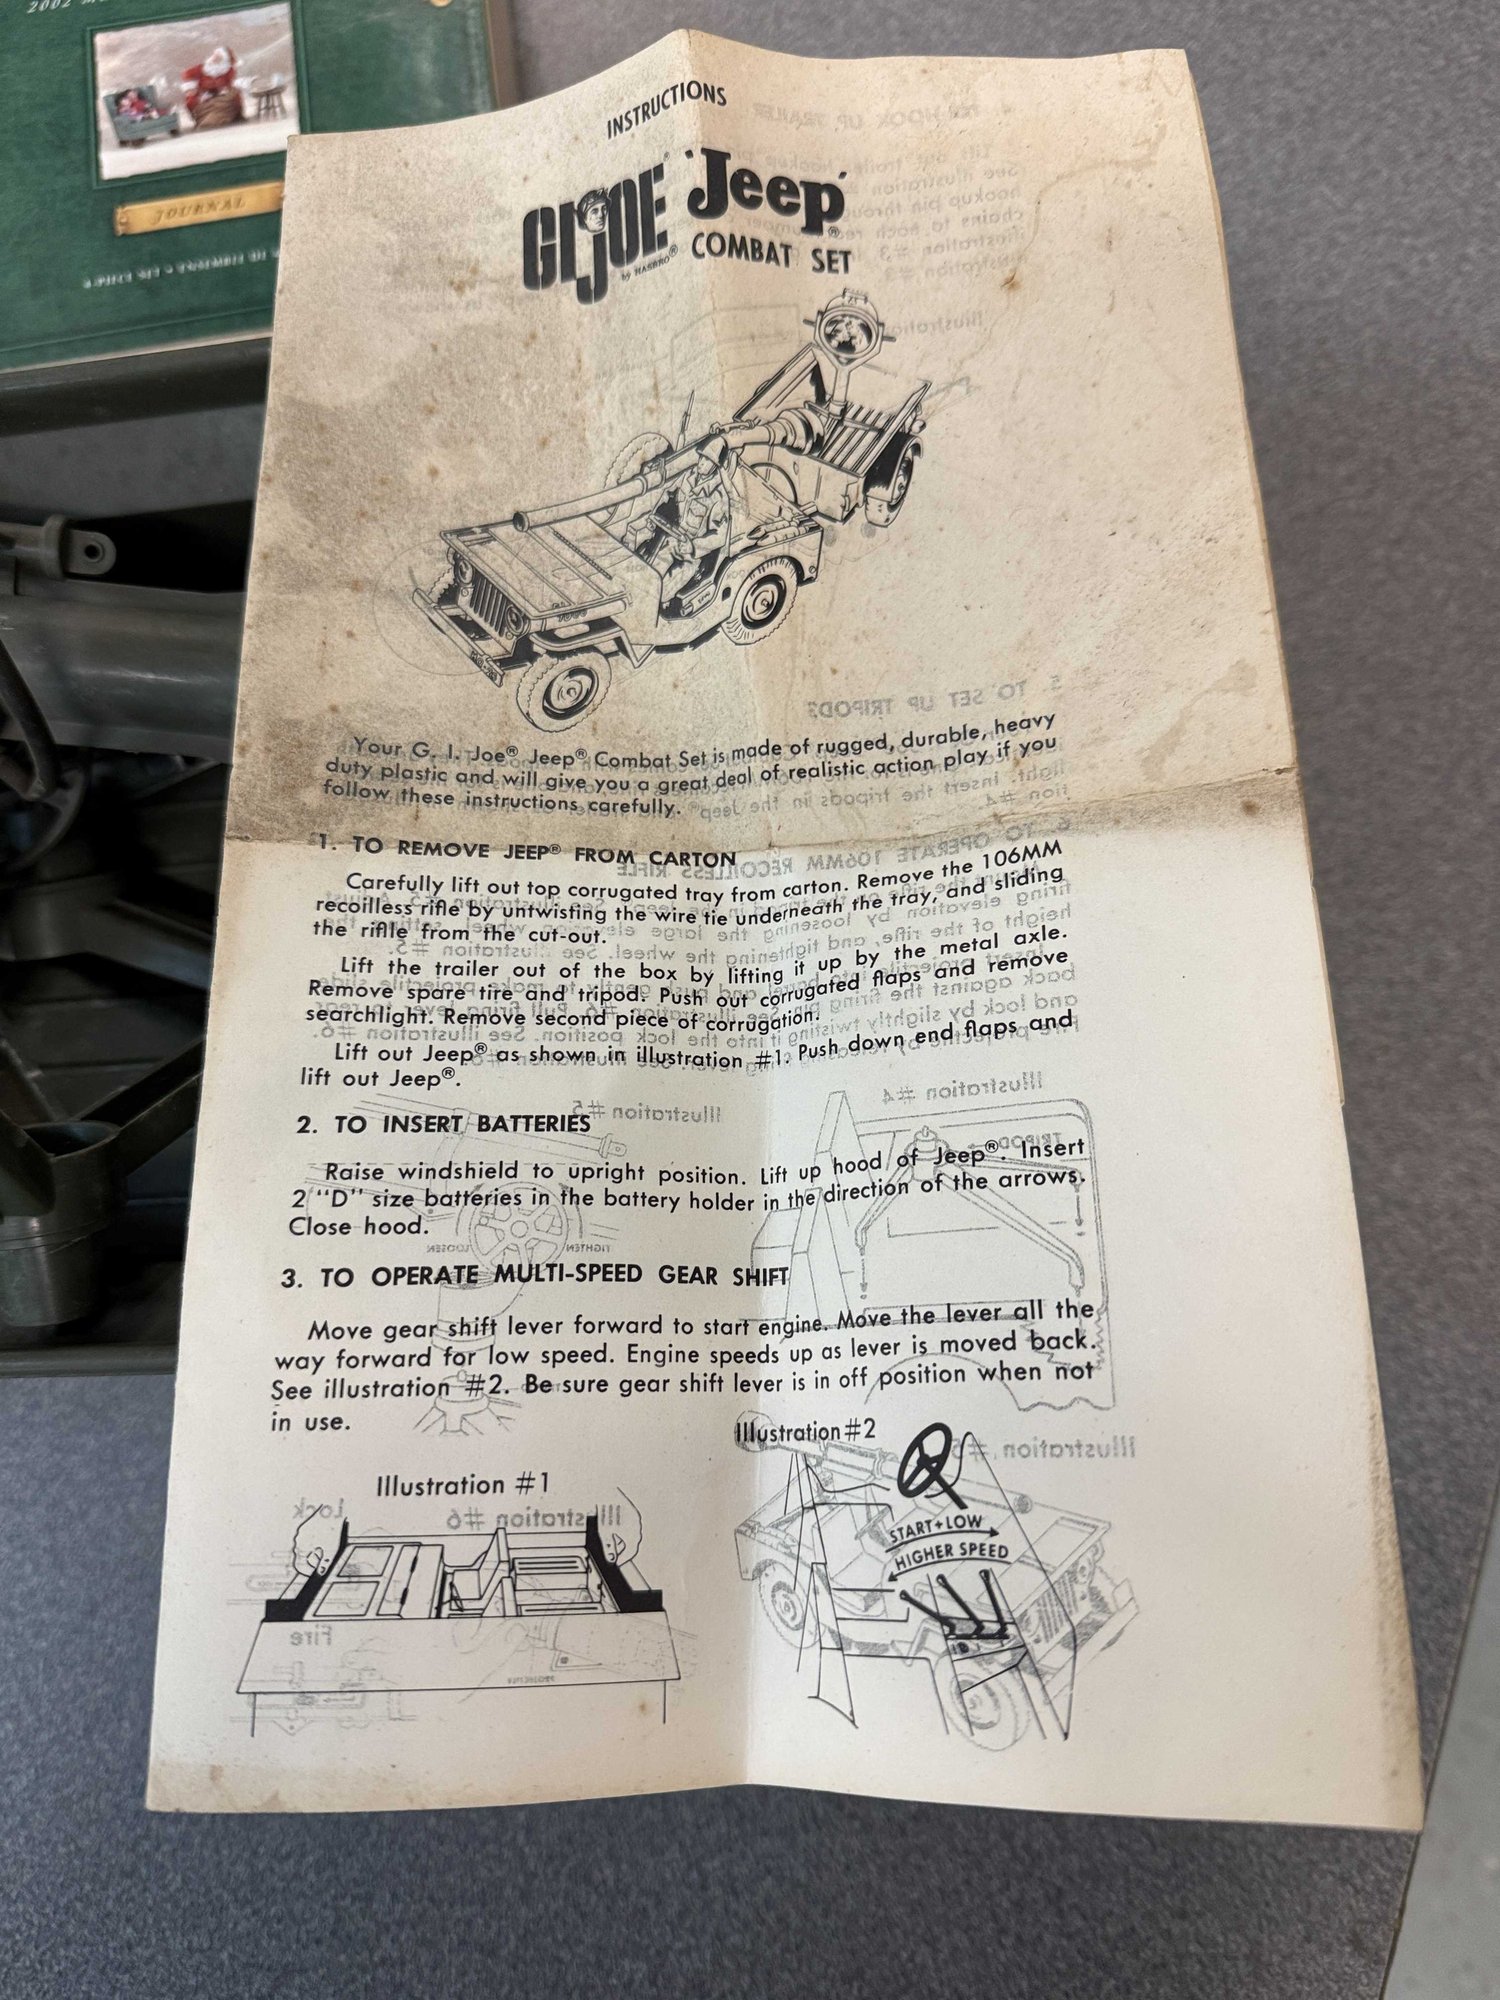 2002
JOURNAL
INSTRUCTIONS
GI JOE® 'Jeep'®
by HASBRO® COMBAT SET
Your G. I. Joe® Jeep® Combat Set is made of rugged, durable, heavy
duty plastic and will give you a great deal of realistic action play if you
follow these instructions carefully.
1. TO REMOVE JEEP® FROM CARTON
Carefully lift out top corrugated tray from carton. Remove the 106MM
recoilless rifle by untwisting the wire tie underneath the tray, and sliding
the rifle from the cut-out.
Lift the trailer out of the box by lifting it up by the metal axle.
Remove spare tire and tripod. Push out corrugated flaps and remove
searchlight. Remove second piece of corrugation.
Lift out Jeep® as shown in illustration #1. Push down end flaps and
lift out Jeep®.
2. TO INSERT BATTERIES
Raise windshield to upright position. Lift up hood of Jeep®. Insert
2 "D" size batteries in the battery holder in the direction of the arrows.
Close hood.
3. TO OPERATE MULTI-SPEED GEAR SHIFT
Move gear shift lever forward to start engine. Move the lever all the
way forward for low speed. Engine speeds up as lever is moved back.
See illustration #2. Be sure gear shift lever is in off position when not
in use.
Illustration #1
Illustration #2
START+LOW
HIGHER SPEED